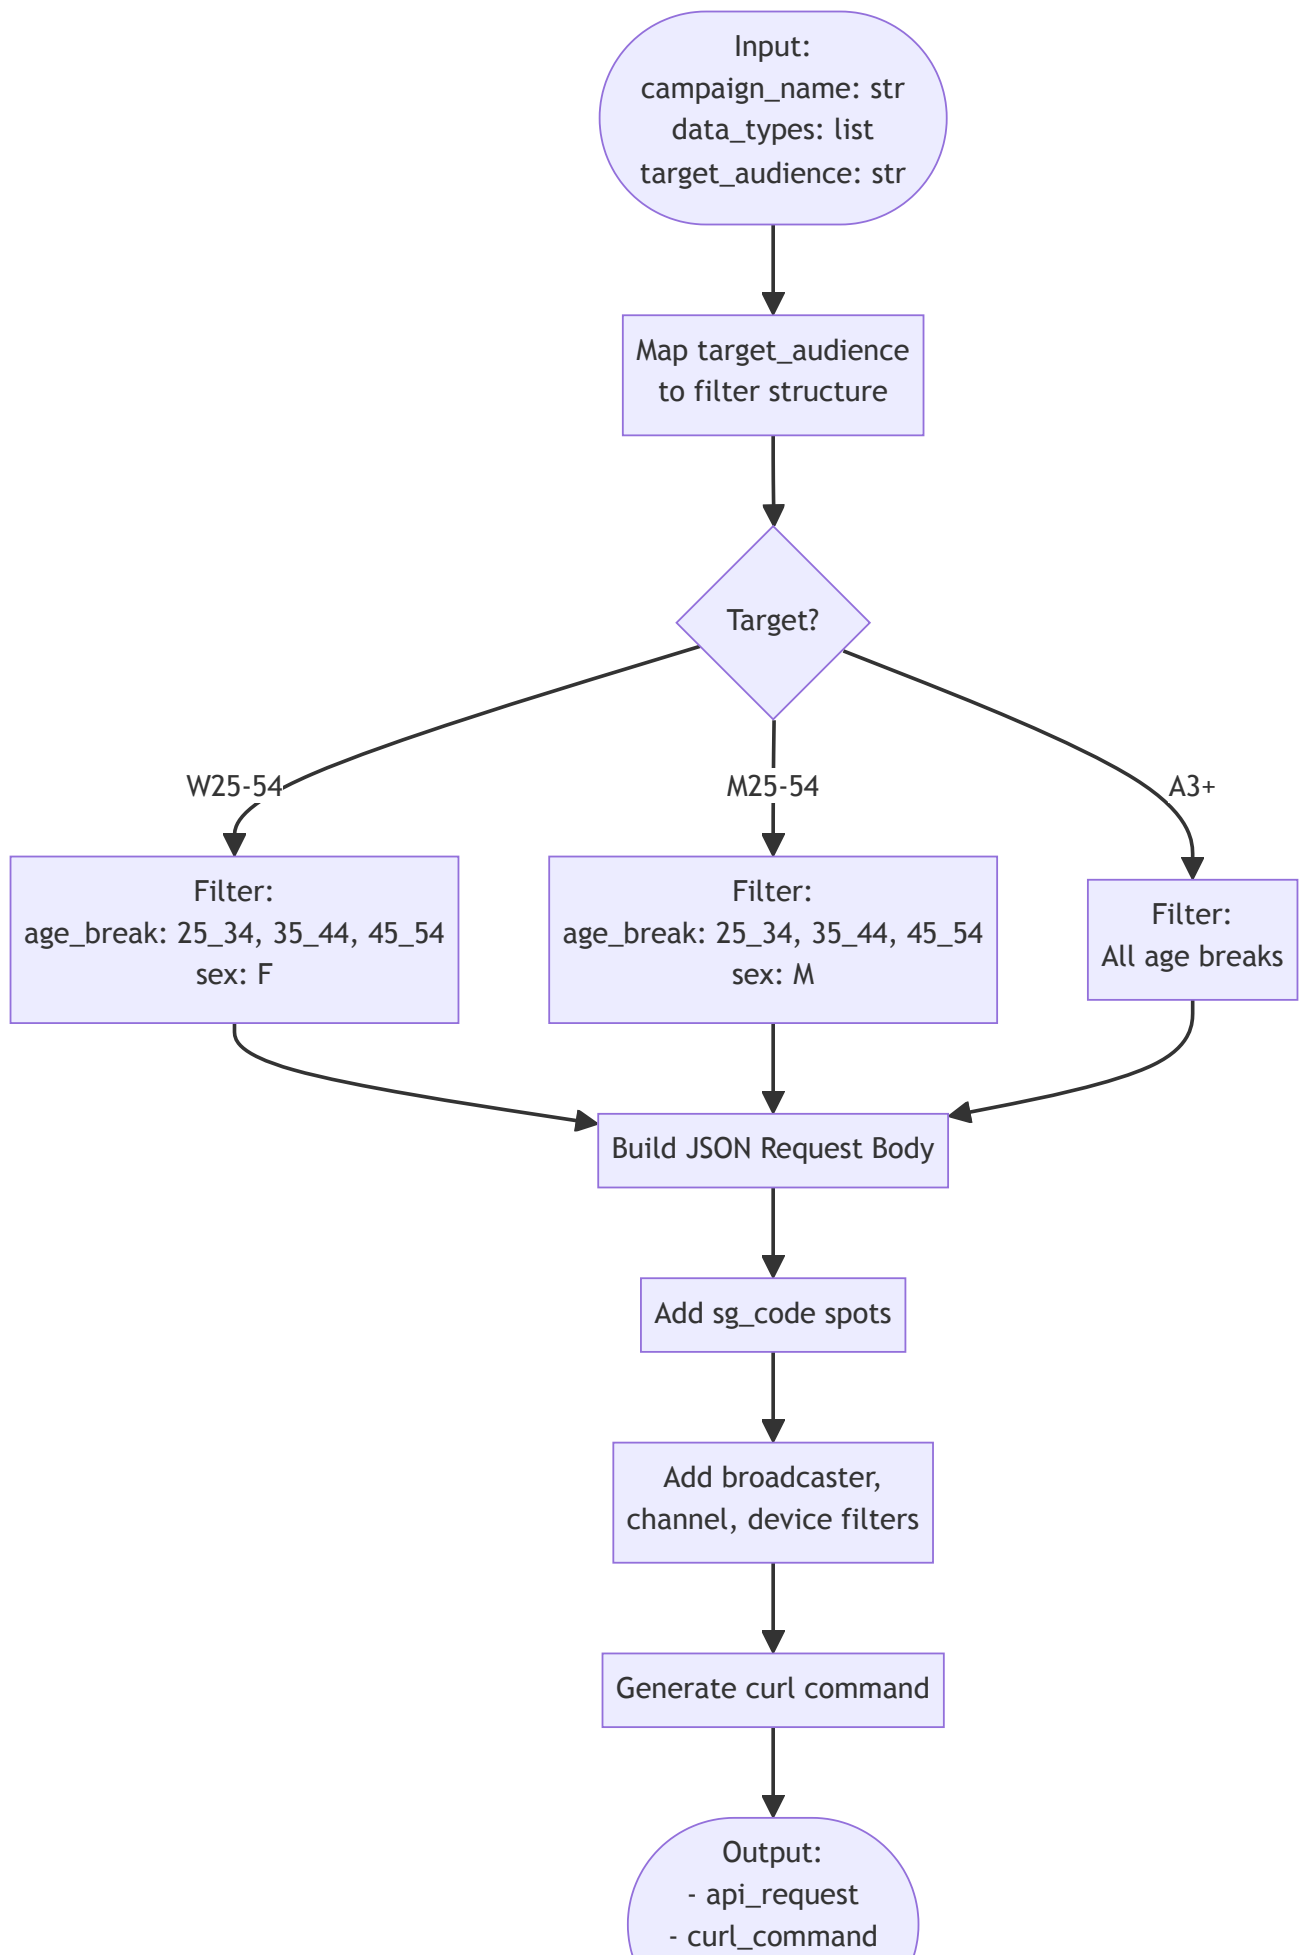 Input:
campaign_name: str
data_types: list
target_audience: str
Map target_audience
to filter structure
Target?
W25-54
M25-54
A3+
Filter:
age_break: 25_34, 35_44, 45_54
sex: F
Filter:
age_break: 25_34, 35_44, 45_54
sex: M
Filter:
All age breaks
Build JSON Request Body
Add sg_code spots
Add broadcaster,
channel, device filters
Generate curl command
Output:
- api_request
- curl_command